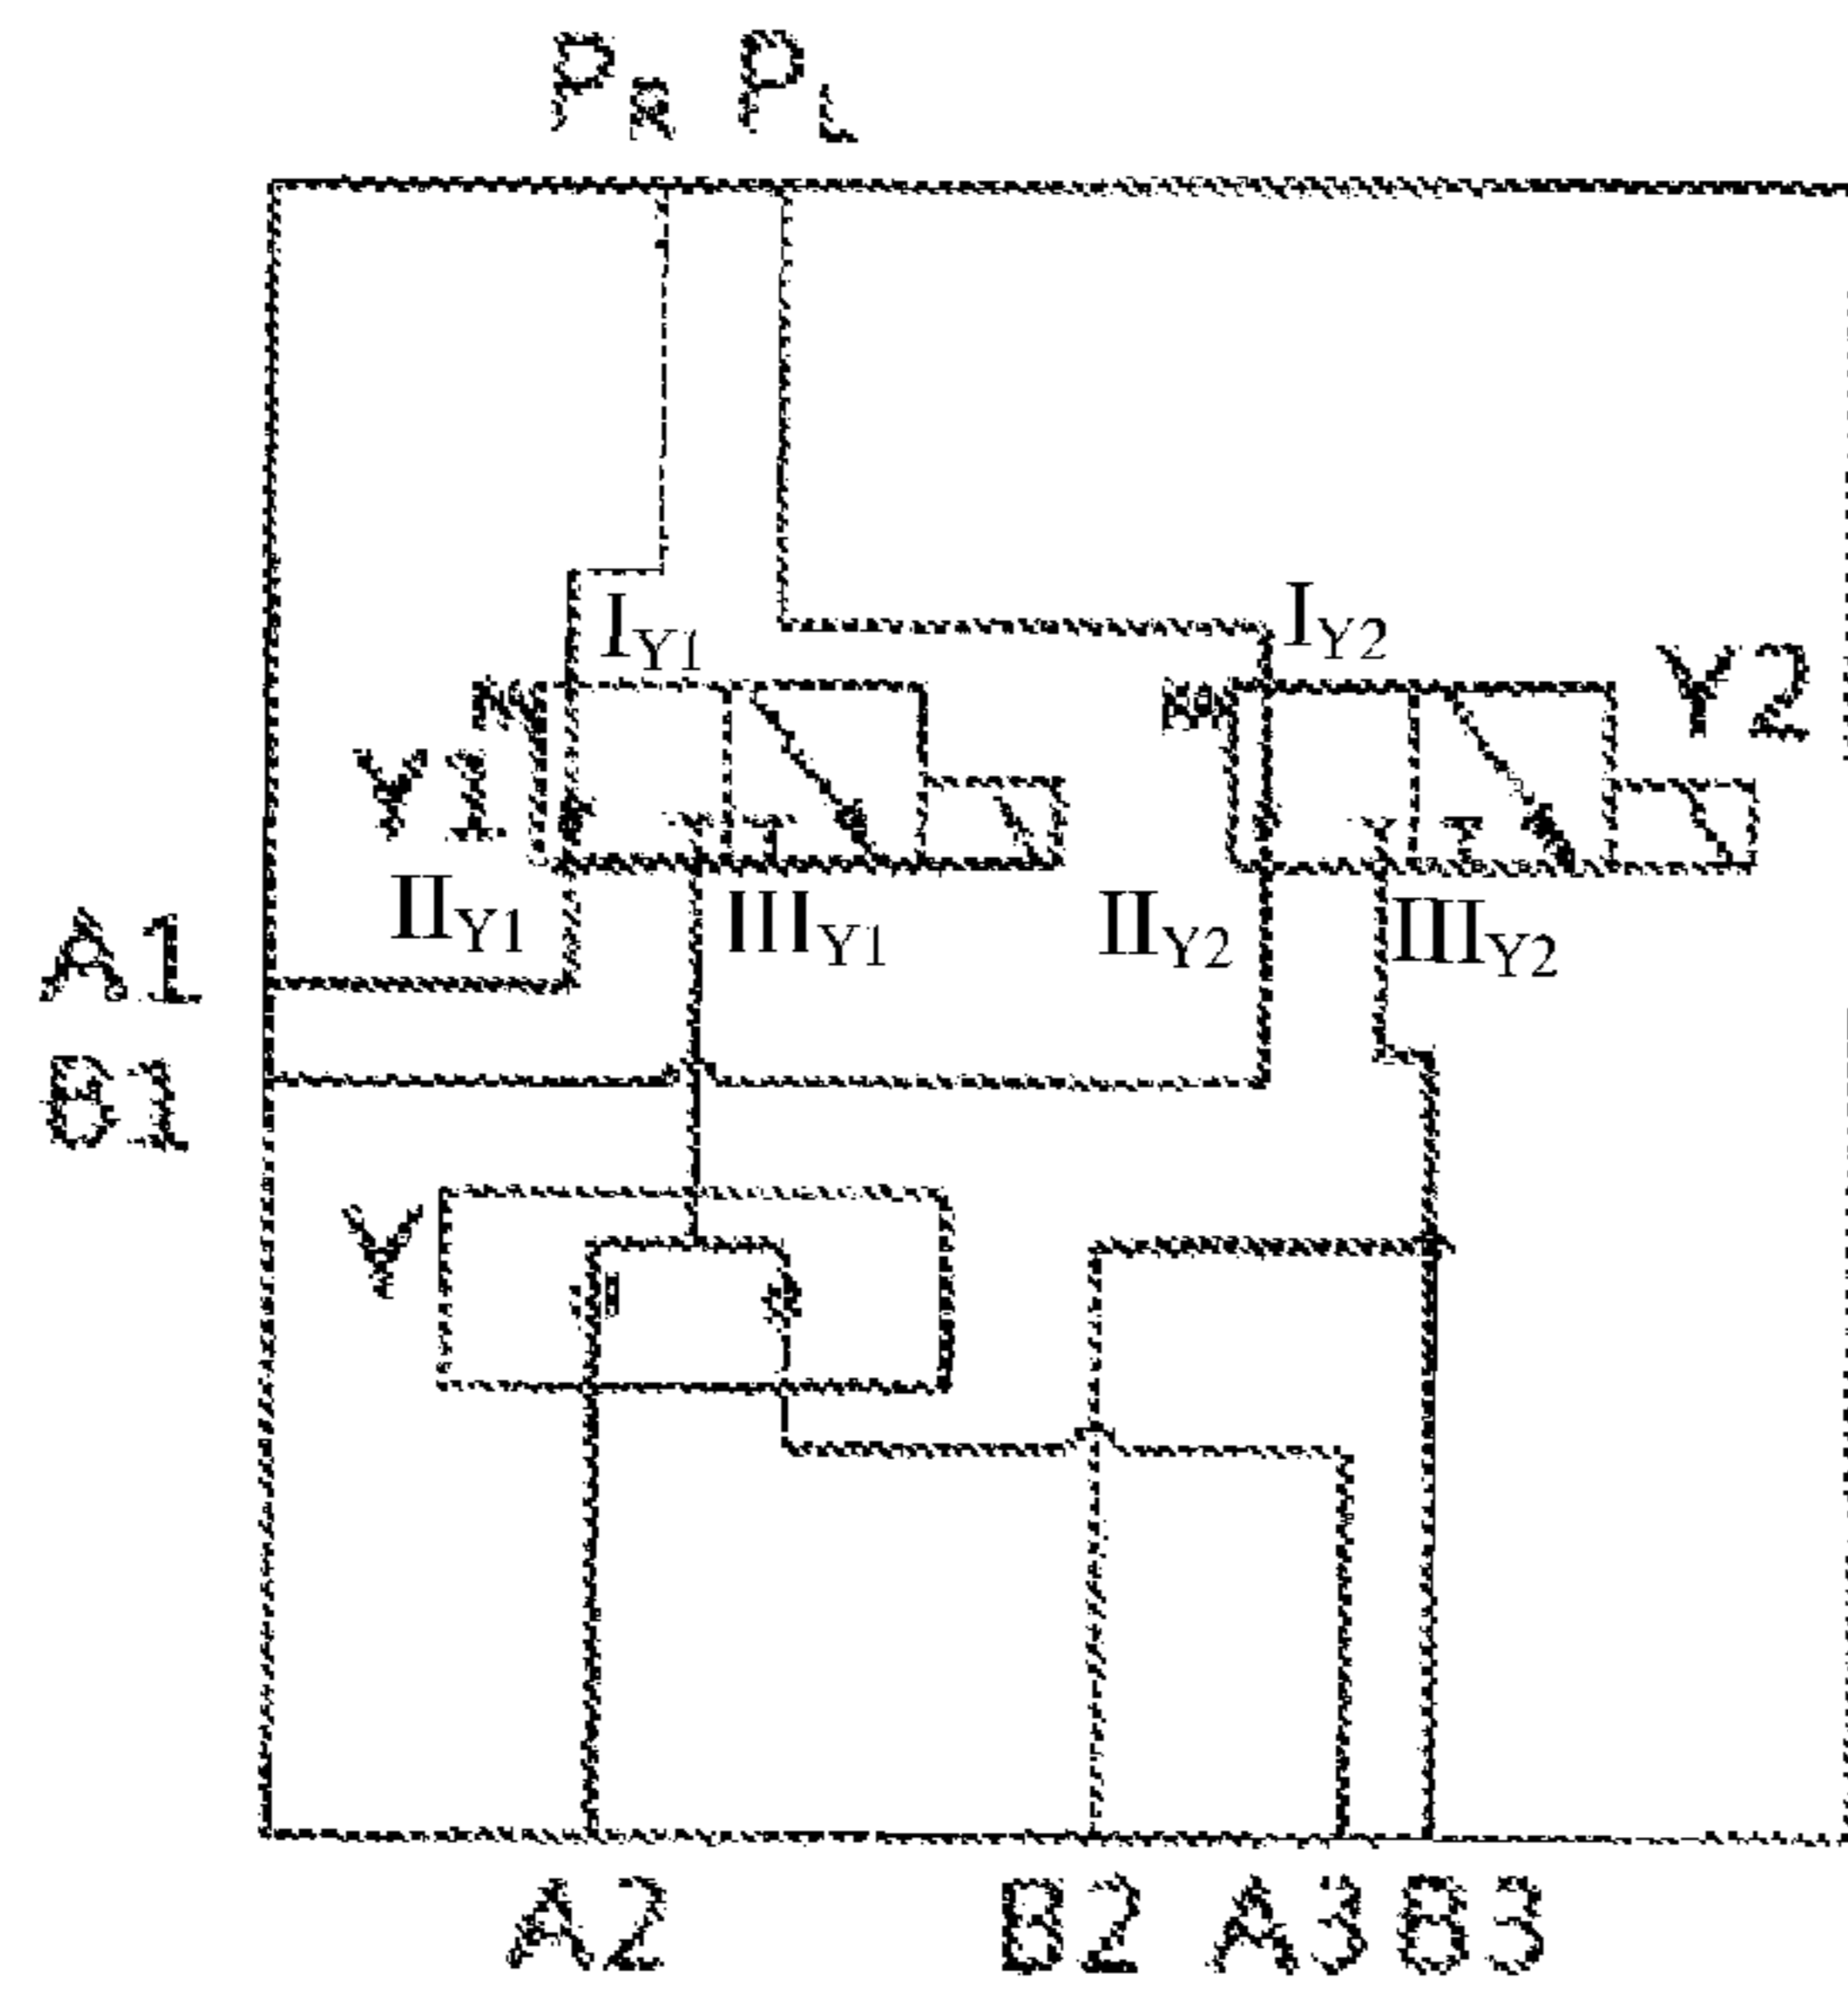 P_R P_L
I_Y1 I_Y2
Y1 Y2
II_Y1 III_Y1 II_Y2 III_Y2
A1
B1
V
A2 B2 A3 B3